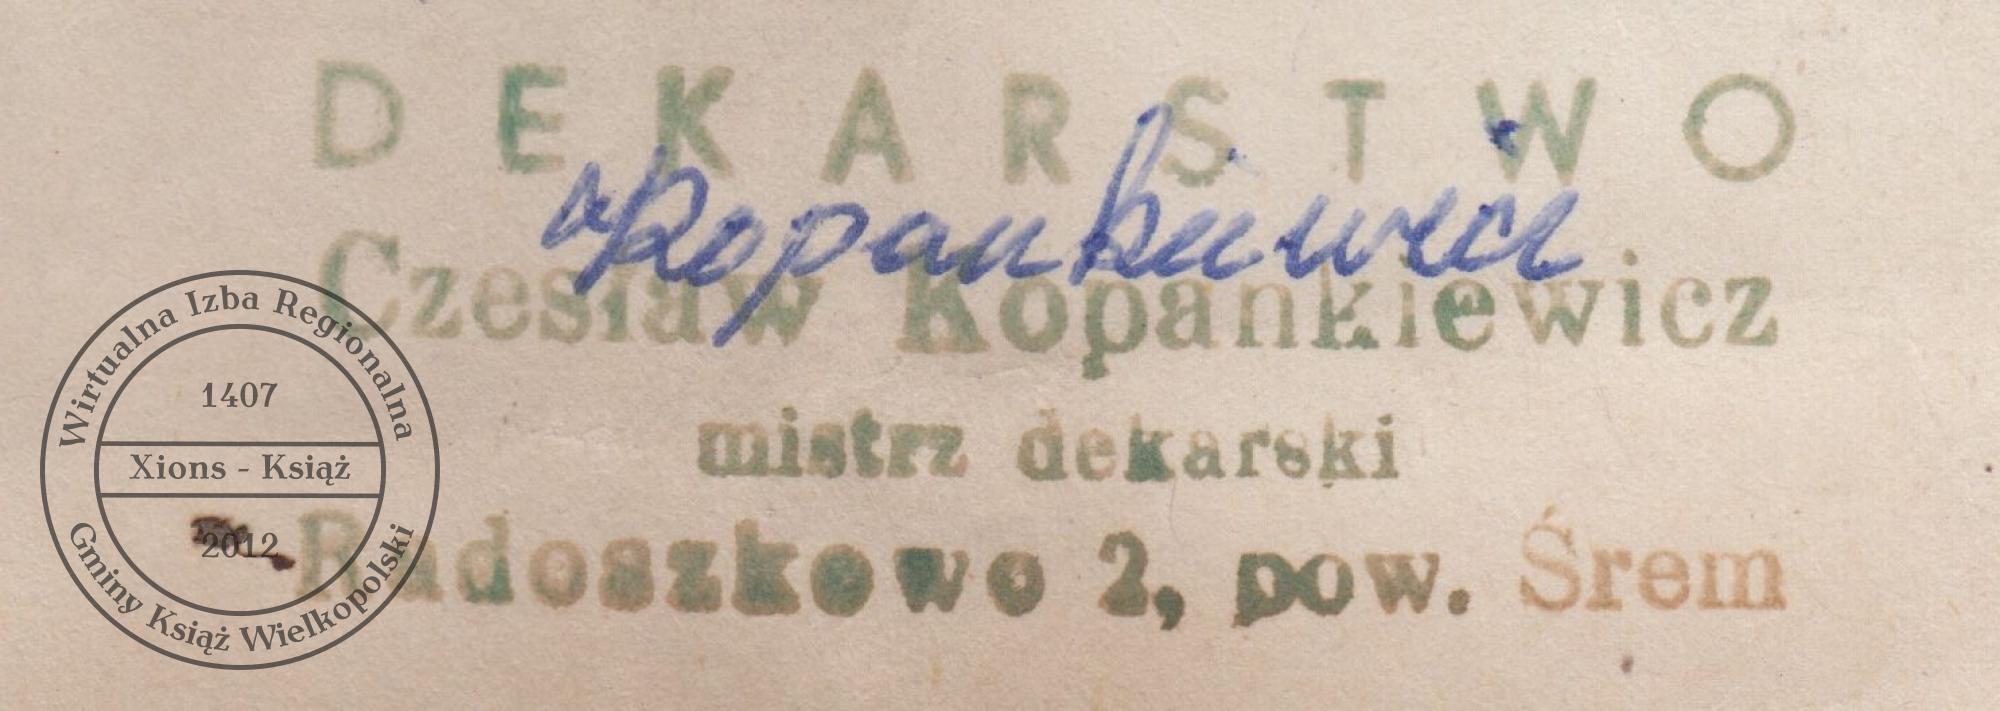 DEKARSTWO
Kopankiewicz
Czesław Kopankiewicz
mistrz dekarski
Radoszkowo 2, pow. Śrem
Wirtualna Izba Regionalna
1407
Xions - Książ
2012
Gminy Książ Wielkopolski